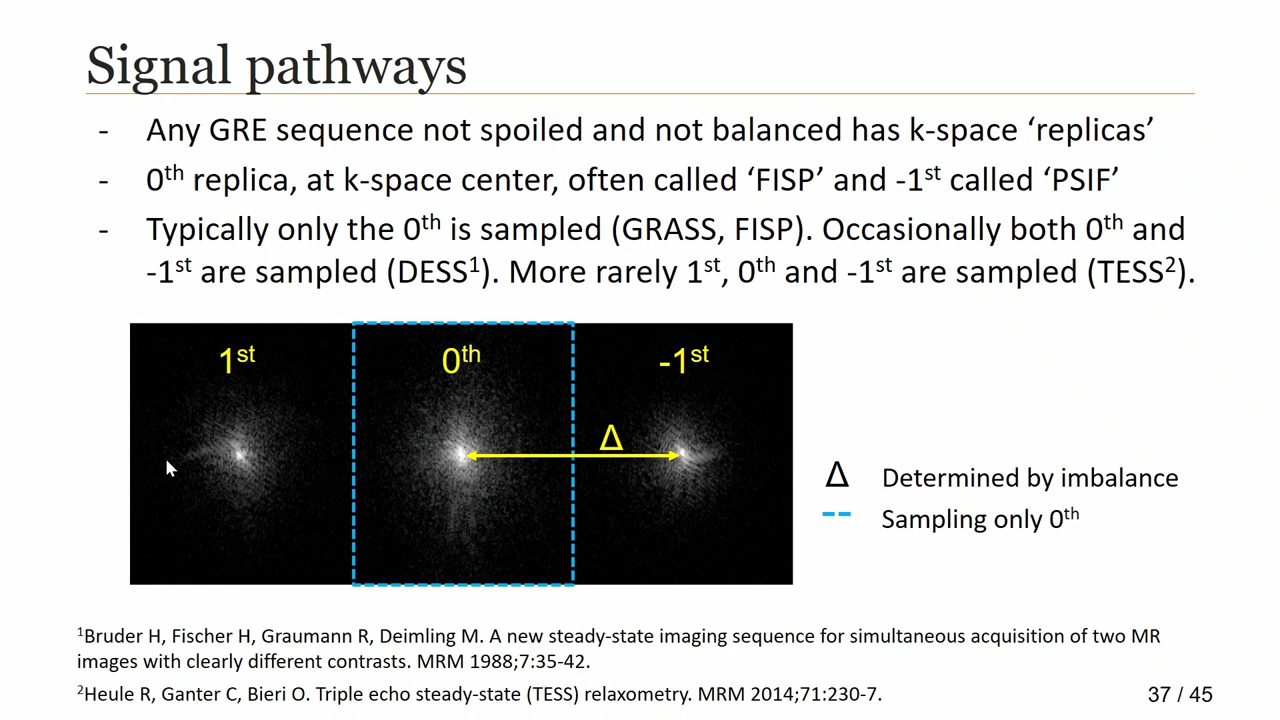 Signal pathways
- Any GRE sequence not spoiled and not balanced has k-space ‘replicas’
- 0th replica, at k-space center, often called ‘FISP’ and -1st called ‘PSIF’
- Typically only the 0th is sampled (GRASS, FISP). Occasionally both 0th and
-1st are sampled (DESS1). More rarely 1st, 0th and -1st are sampled (TESS2).
1st 0th -1st
Δ
Δ Determined by imbalance
Sampling only 0th
1Bruder H, Fischer H, Graumann R, Deimling M. A new steady-state imaging sequence for simultaneous acquisition of two MR
images with clearly different contrasts. MRM 1988;7:35-42.
2Heule R, Ganter C, Bieri O. Triple echo steady-state (TESS) relaxometry. MRM 2014;71:230-7.
37 / 45